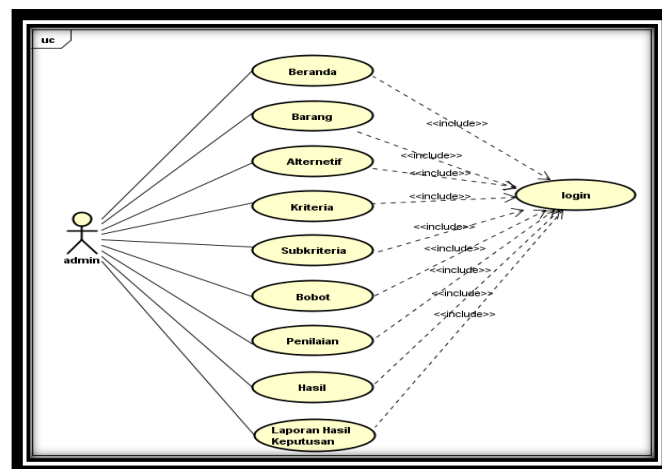 uc
Beranda
<<include>>
Barang
<<include>>
Alternetif
<<include>>
Kriteria
<<include>>
login
Subkriteria
<<include>>
admin
<<include>>
Bobot
<<include>>
<<include>>
Penilaian
<<include>>
Hasil
Laporan Hasil
Keputusan